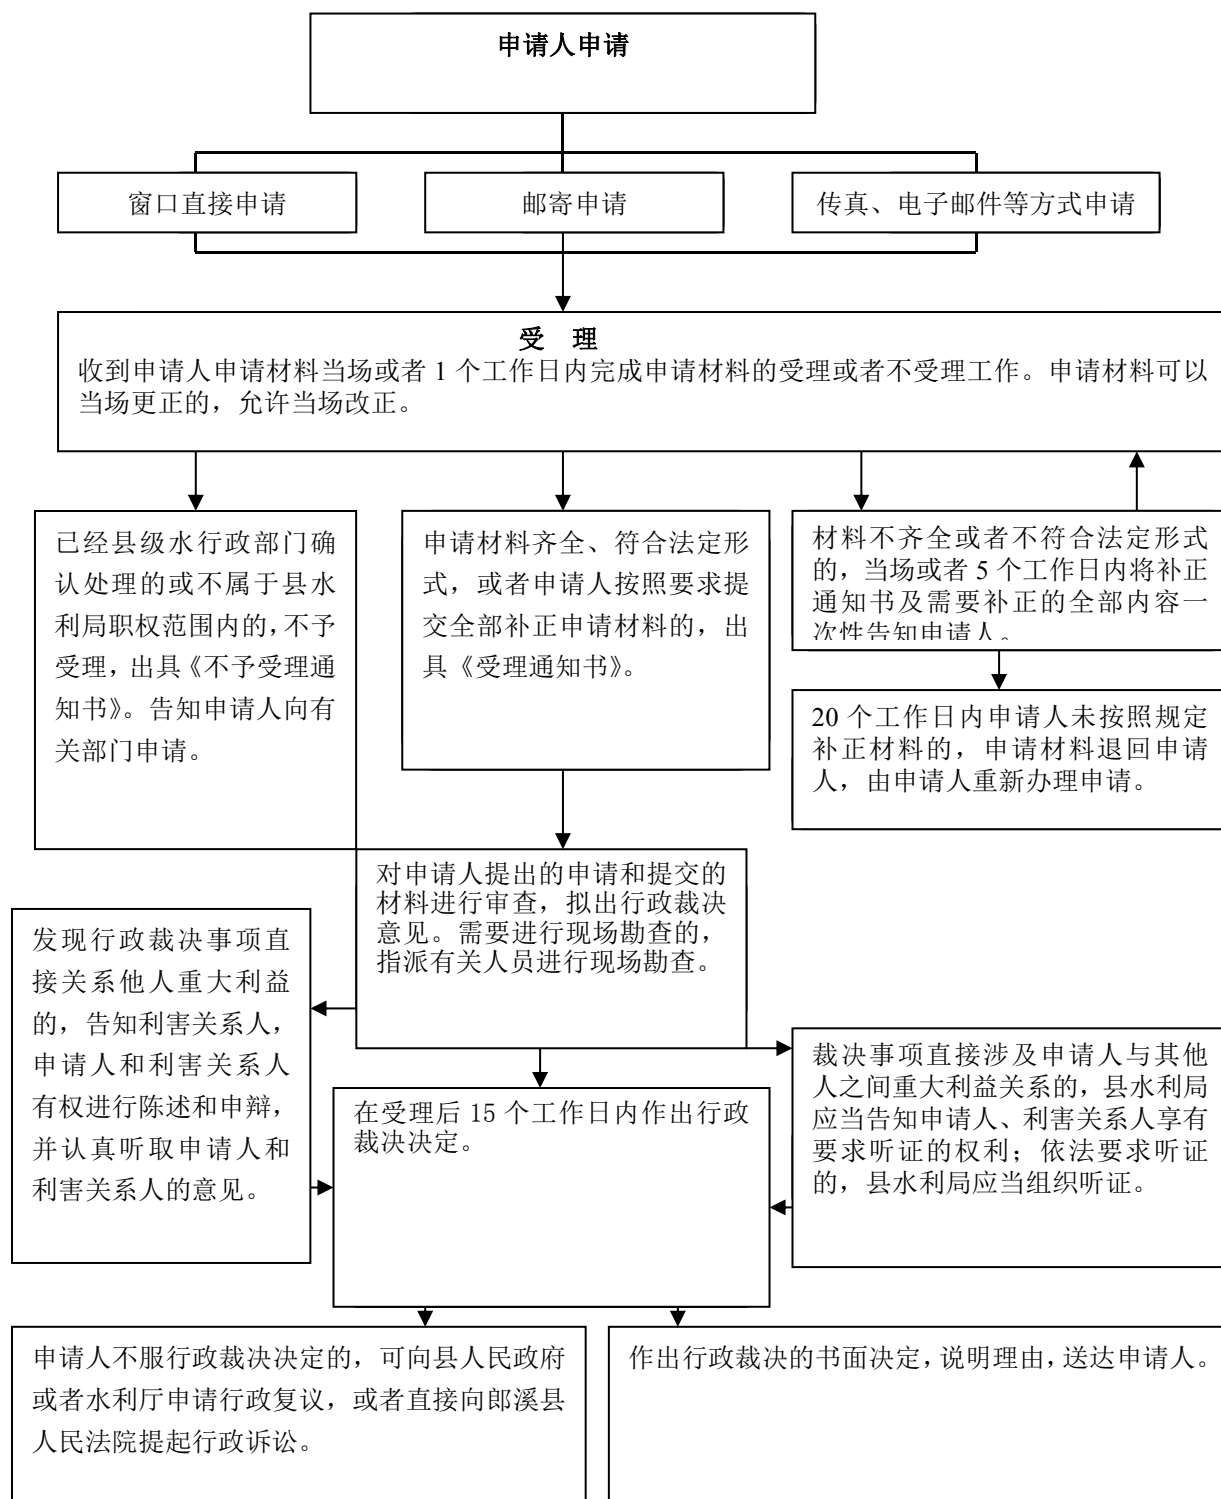 申请人申请
窗口直接申请
邮寄申请
传真、电子邮件等方式申请
受 理
收到申请人申请材料当场或者 1 个工作日内完成申请材料的受理或者不受理工作。申请材料可以
当场更正的，允许当场改正。
已经县级水行政部门确
认处理的或不属于县水
利局职权范围内的，不予
受理，出具《不予受理通
知书》。告知申请人向有
关部门申请。
申请材料齐全、符合法定形
式，或者申请人按照要求提
交全部补正申请材料的，出
具《受理通知书》。
材料不齐全或者不符合法定形式
的，当场或者 5 个工作日内将补正
通知书及需要补正的全部内容一
次性告知申请人。
20 个工作日内申请人未按照规定
补正材料的，申请材料退回申请
人，由申请人重新办理申请。
对申请人提出的申请和提交的
材料进行审查，拟出行政裁决
意见。需要进行现场勘查的，
指派有关人员进行现场勘查。
发现行政裁决事项直
接关系他人重大利益
的，告知利害关系人，
申请人和利害关系人
有权进行陈述和申辩，
并认真听取申请人和
利害关系人的意见。
裁决事项直接涉及申请人与其他
人之间重大利益关系的，县水利局
应当告知申请人、利害关系人享有
要求听证的权利；依法要求听证
的，县水利局应当组织听证。
在受理后 15 个工作日内作出行政
裁决决定。
申请人不服行政裁决决定的，可向县人民政府
或者水利厅申请行政复议，或者直接向郎溪县
人民法院提起行政诉讼。
作出行政裁决的书面决定，说明理由，送达申请人。